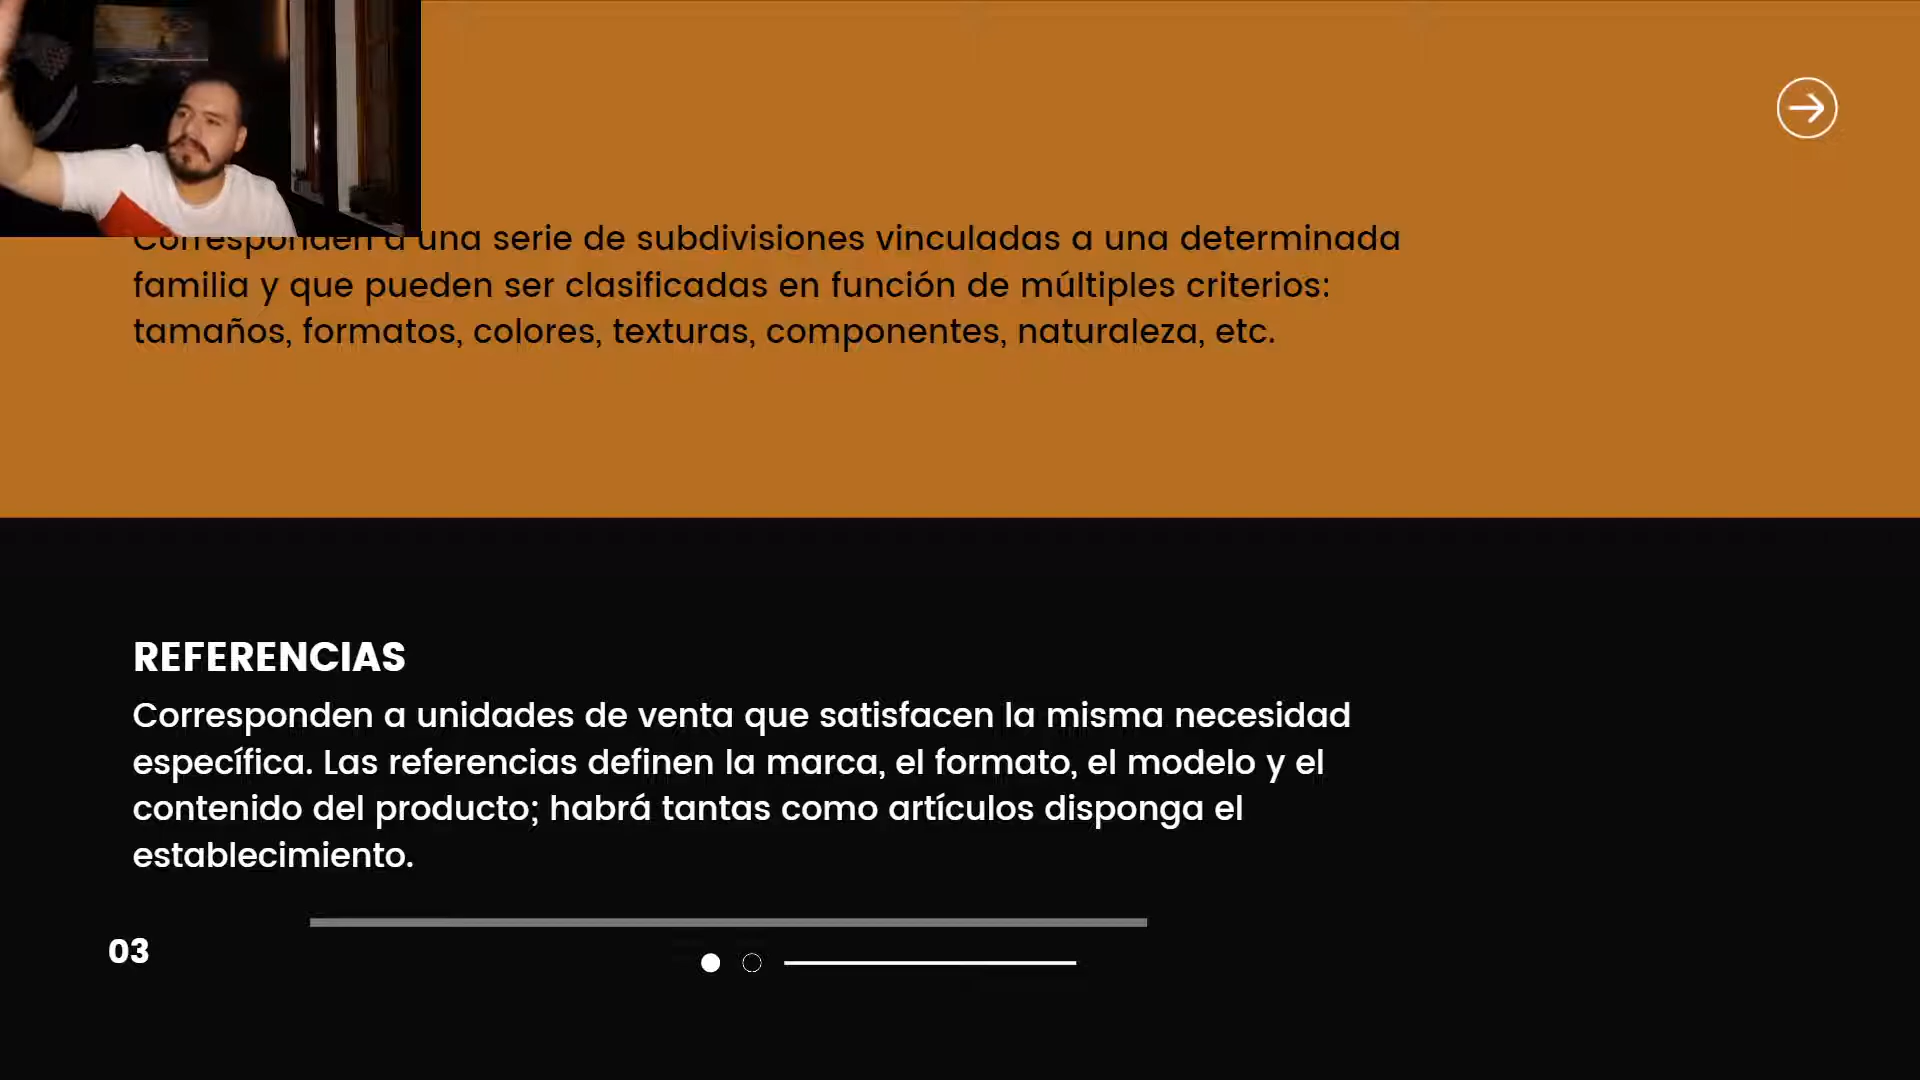 Corresponden a una serie de subdivisiones vinculadas a una determinada
familia y que pueden ser clasificadas en función de múltiples criterios:
tamaños, formatos, colores, texturas, componentes, naturaleza, etc.
REFERENCIAS
Corresponden a unidades de venta que satisfacen la misma necesidad
específica. Las referencias definen la marca, el formato, el modelo y el
contenido del producto; habrá tantas como artículos disponga el
establecimiento.
03